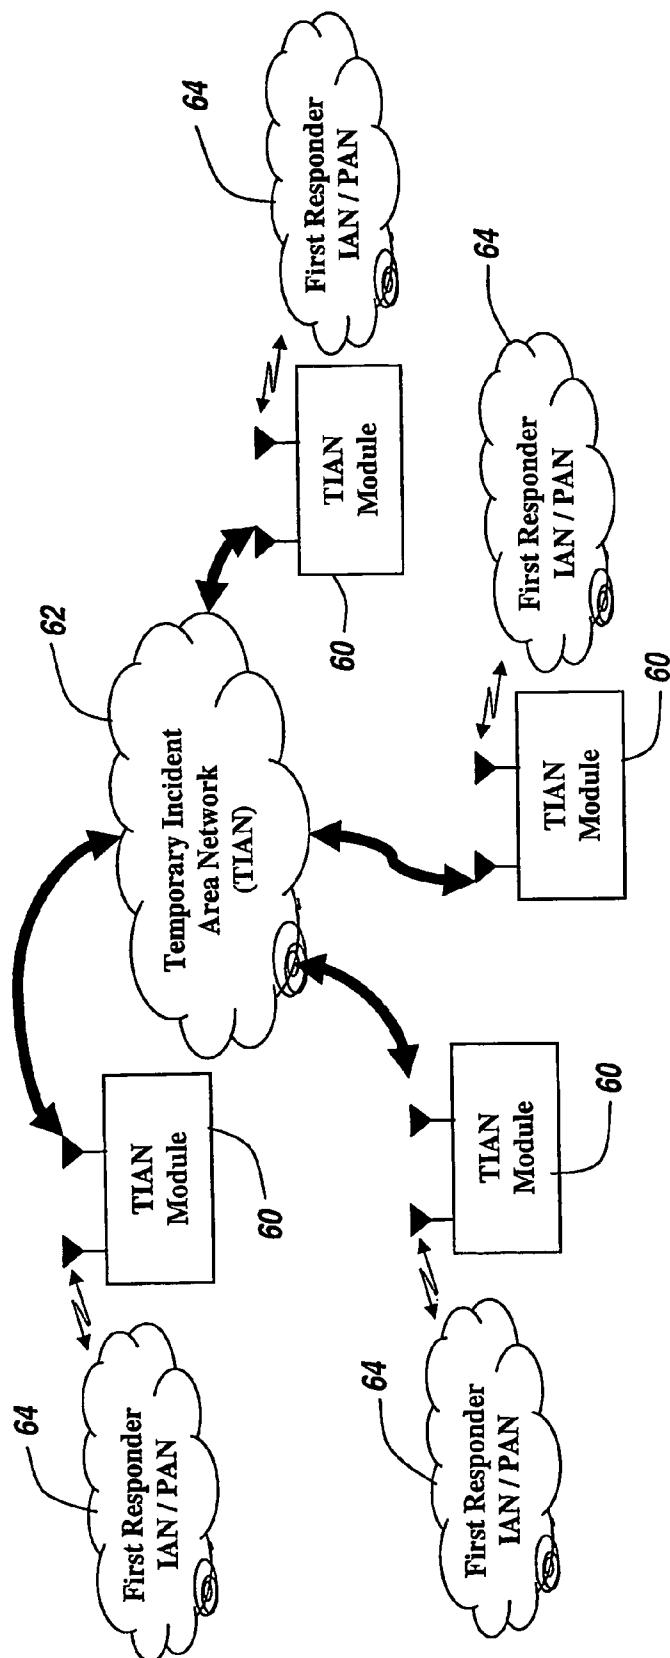 64
First Responder
IAN / PAN
TIAN
Module
60
62
Temporary Incident
Area Network
(TIAN)
TIAN
Module
60
First Responder
IAN / PAN
64
64
First Responder
IAN / PAN
TIAN
Module
60
TIAN
Module
60
First Responder
IAN / PAN
64